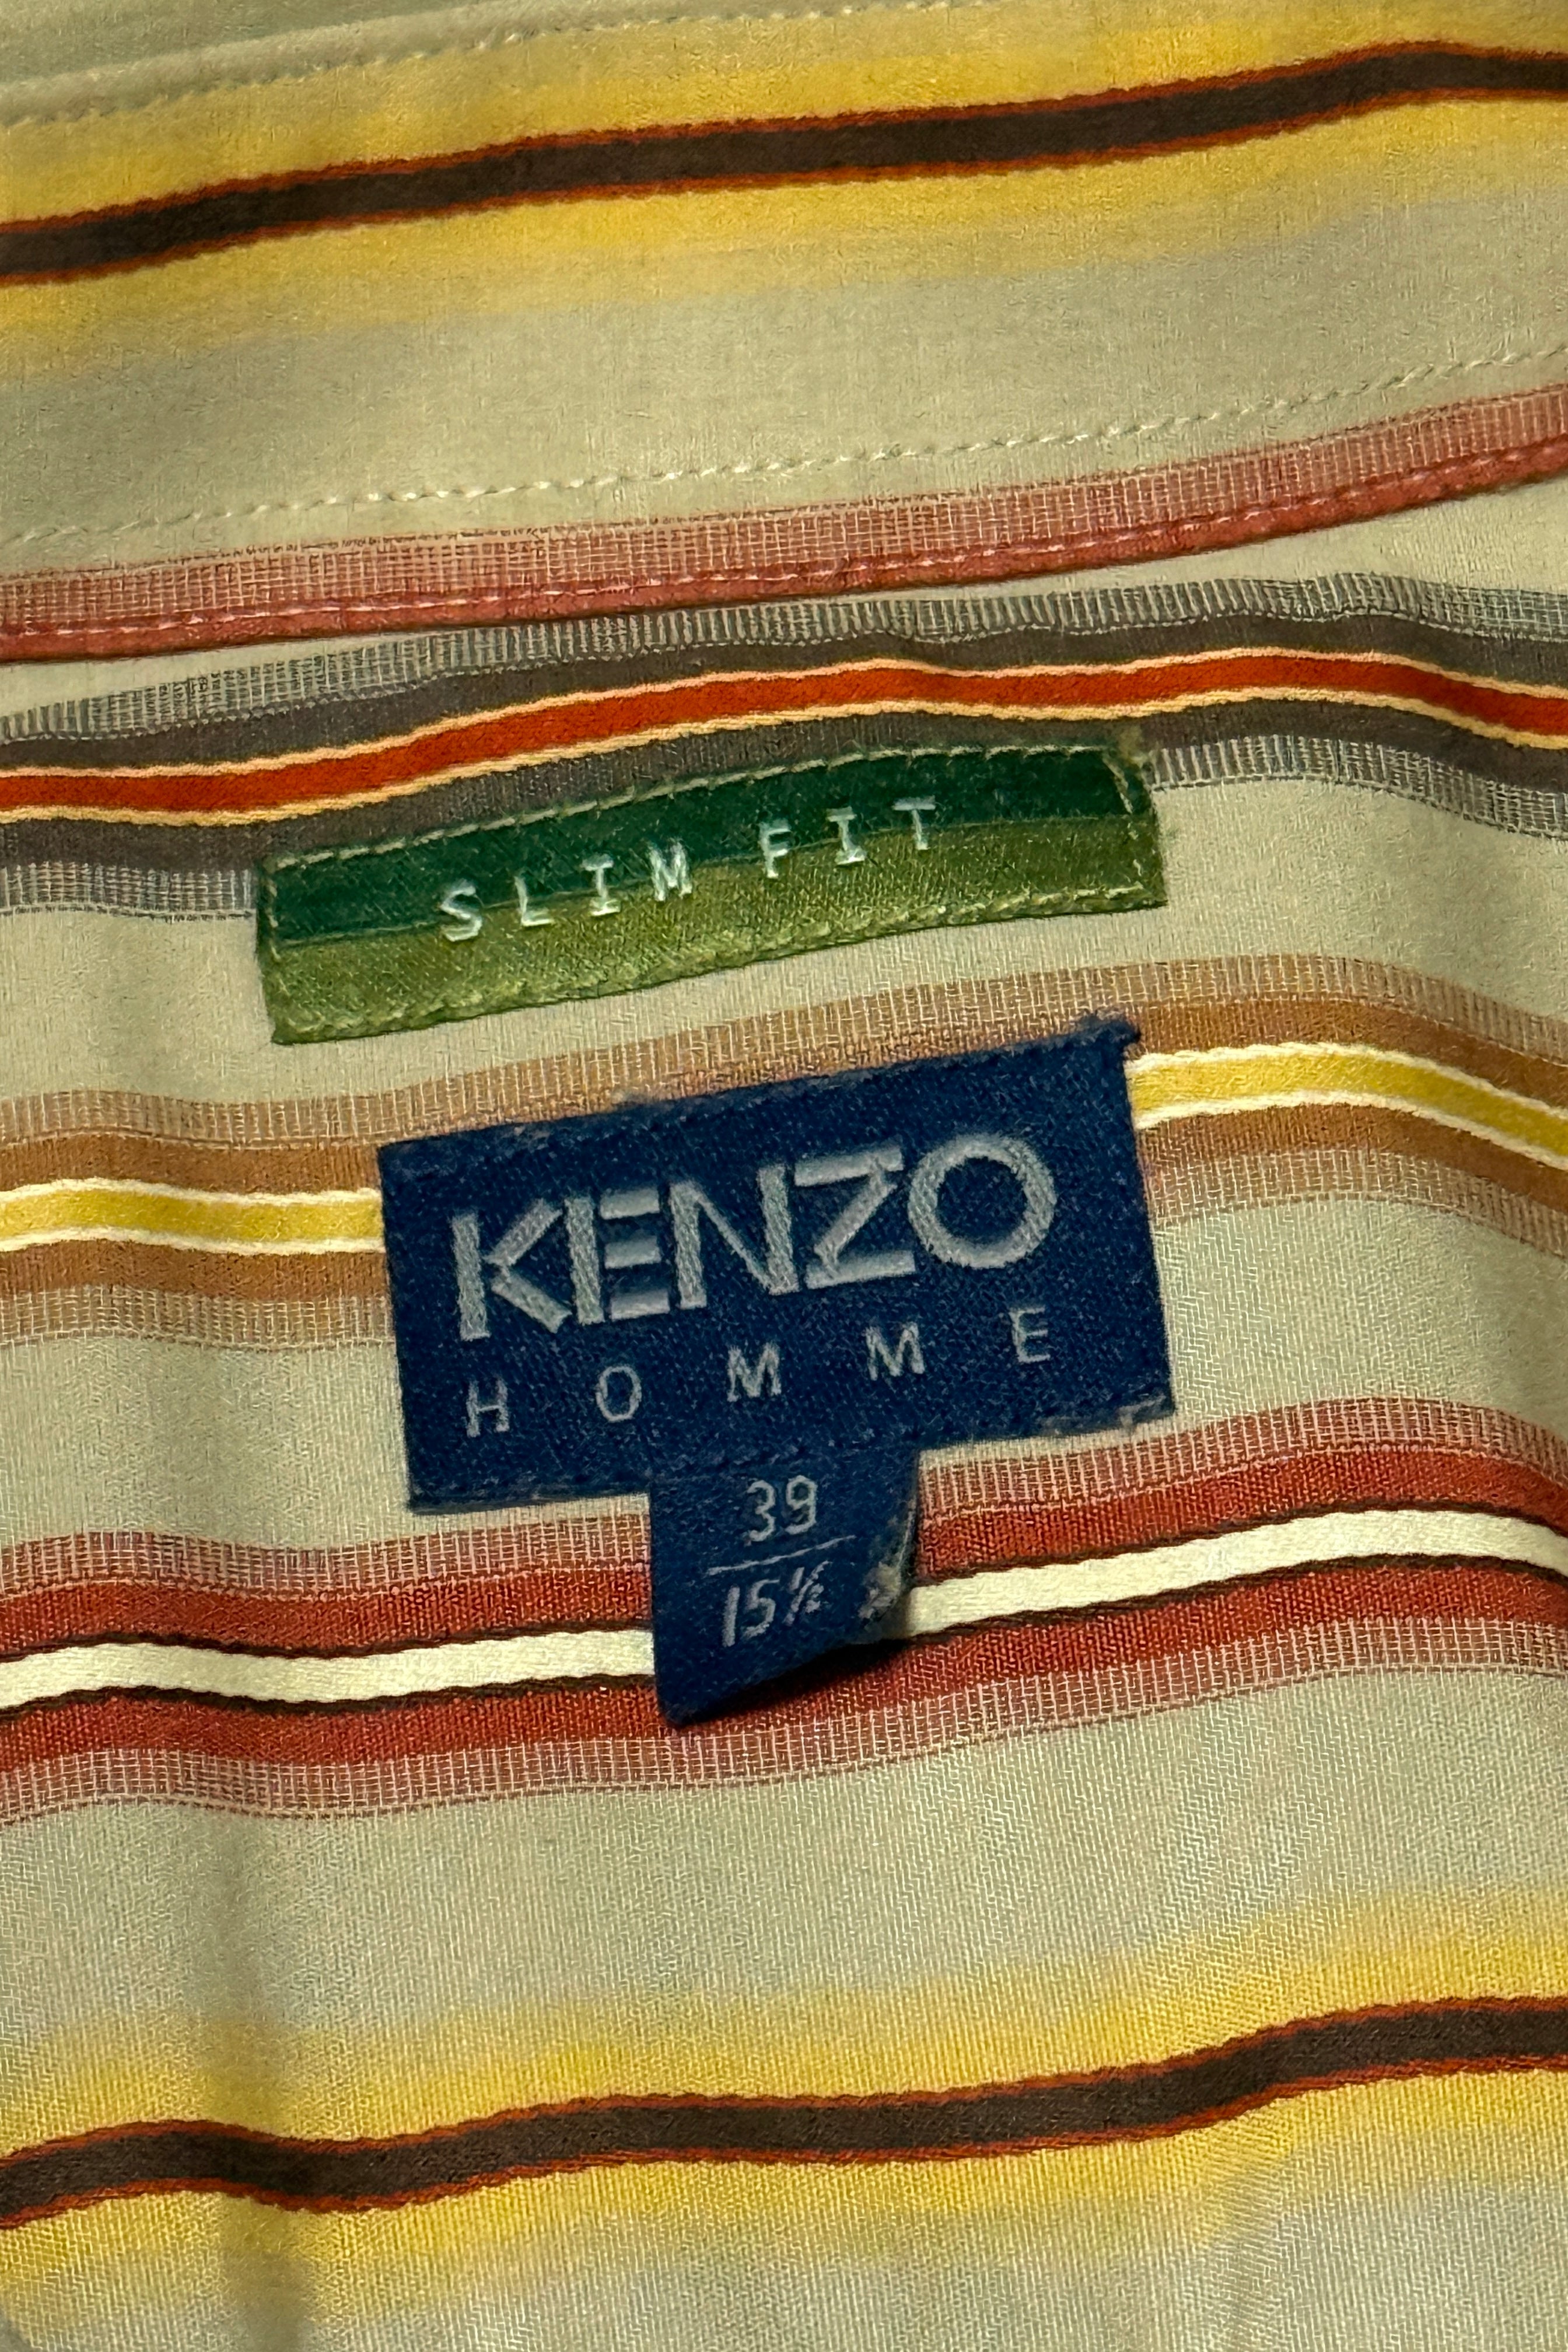 SLIM FIT
KENZO
HOMME
39
15½